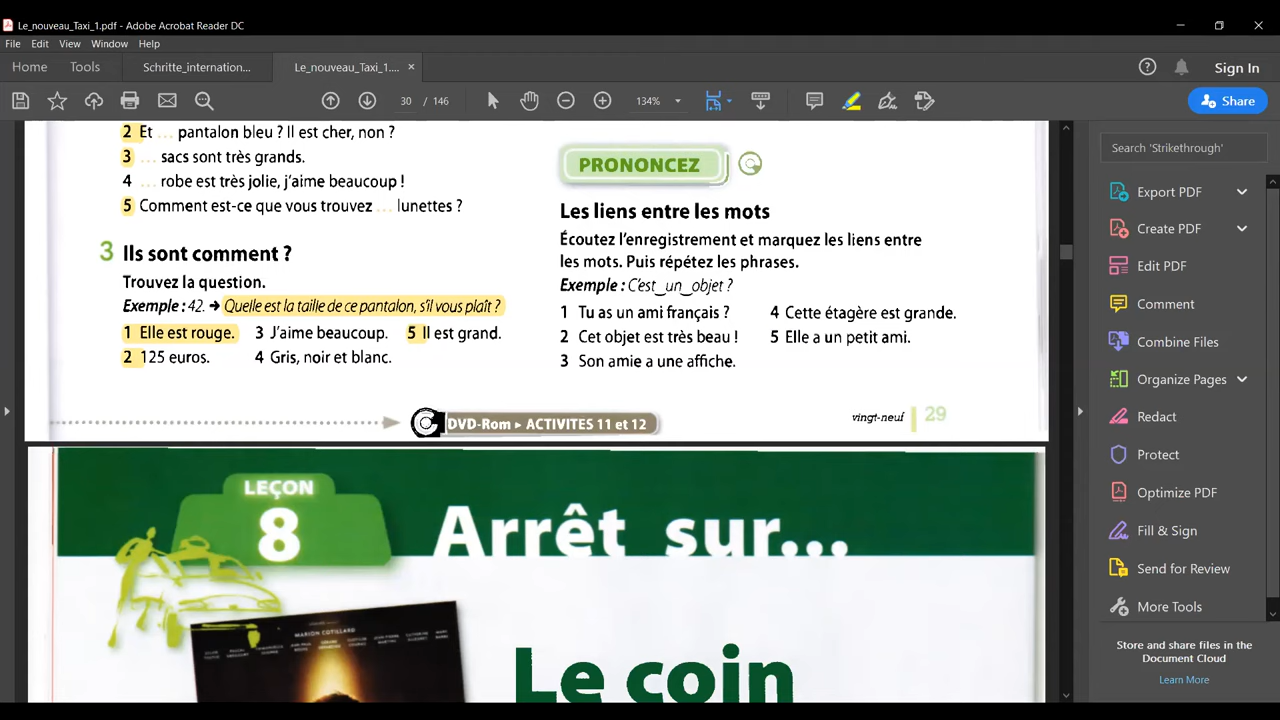 Le_nouveau_Taxi_1.pdf - Adobe Acrobat Reader DC
File Edit View Window Help
Home Tools Schritte_internation... Le_nouveau_Taxi_1.... ×
30 / 146 134% Sign In
Share
2 Et ... pantalon bleu ? Il est cher, non ?
3 ... sacs sont très grands.
4 ... robe est très jolie, j'aime beaucoup !
5 Comment est-ce que vous trouvez ... lunettes ?
3 Ils sont comment ?
Trouvez la question.
Exemple : 42. → Quelle est la taille de ce pantalon, s'il vous plaît ?
1 Elle est rouge. 3 J'aime beaucoup. 5 Il est grand.
2 125 euros. 4 Gris, noir et blanc.
PRONONCEZ
Les liens entre les mots
Écoutez l'enregistrement et marquez les liens entre
les mots. Puis répétez les phrases.
Exemple : C'est‿un‿objet ?
1 Tu as un ami français ? 4 Cette étagère est grande.
2 Cet objet est très beau ! 5 Elle a un petit ami.
3 Son amie a une affiche.
DVD-Rom ▸ ACTIVITES 11 et 12
vingt-neuf 29
LEÇON
8
Arrêt sur...
MARION COTILLARD
Le coin
Search 'Strikethrough'
Export PDF
Create PDF
Edit PDF
Comment
Combine Files
Organize Pages
Redact
Protect
Optimize PDF
Fill & Sign
Send for Review
More Tools
Store and share files in the
Document Cloud
Learn More